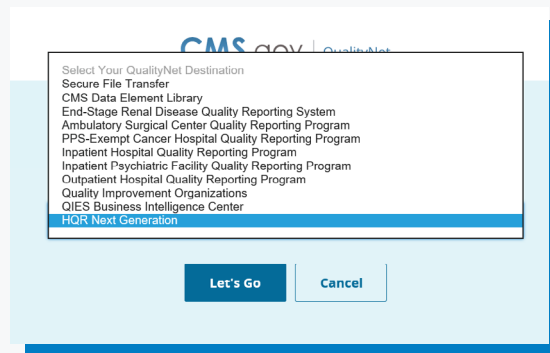 CMS.gov | QualityNet
Select Your QualityNet Destination
Secure File Transfer
CMS Data Element Library
End-Stage Renal Disease Quality Reporting System
Ambulatory Surgical Center Quality Reporting Program
PPS-Exempt Cancer Hospital Quality Reporting Program
Inpatient Hospital Quality Reporting Program
Inpatient Psychiatric Facility Quality Reporting Program
Outpatient Hospital Quality Reporting Program
Quality Improvement Organizations
QIES Business Intelligence Center
HQR Next Generation
Let's Go Cancel